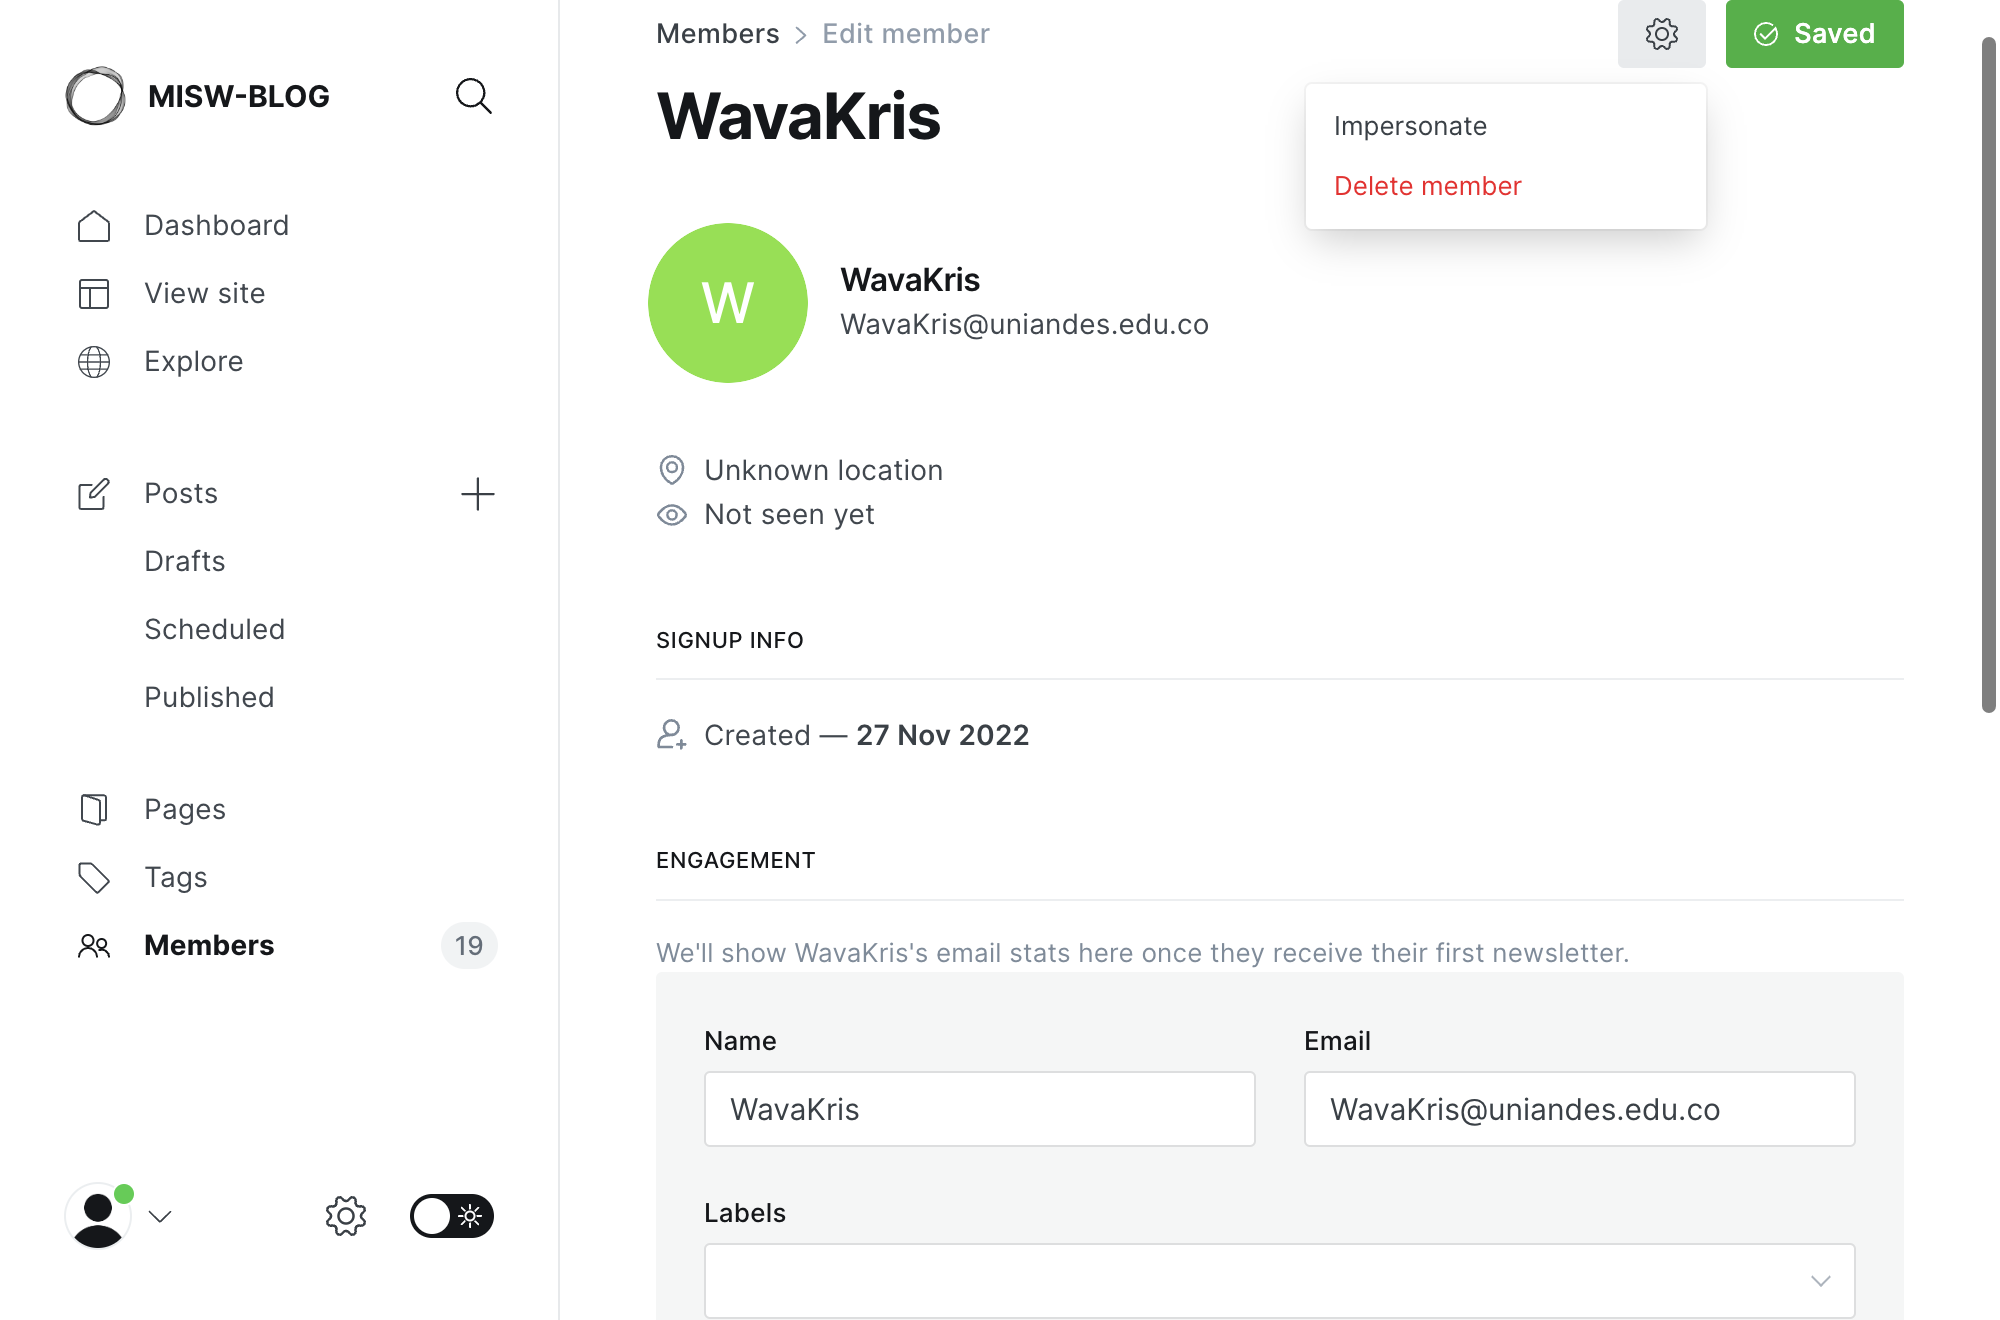 MISW-BLOG
Dashboard
View site
Explore
Posts
Drafts
Scheduled
Published
Pages
Tags
Members 19
Members > Edit member
Saved
WavaKris
Impersonate
Delete member
W
WavaKris
WavaKris@uniandes.edu.co
Unknown location
Not seen yet
SIGNUP INFO
Created — 27 Nov 2022
ENGAGEMENT
We'll show WavaKris's email stats here once they receive their first newsletter.
Name
WavaKris
Email
WavaKris@uniandes.edu.co
Labels